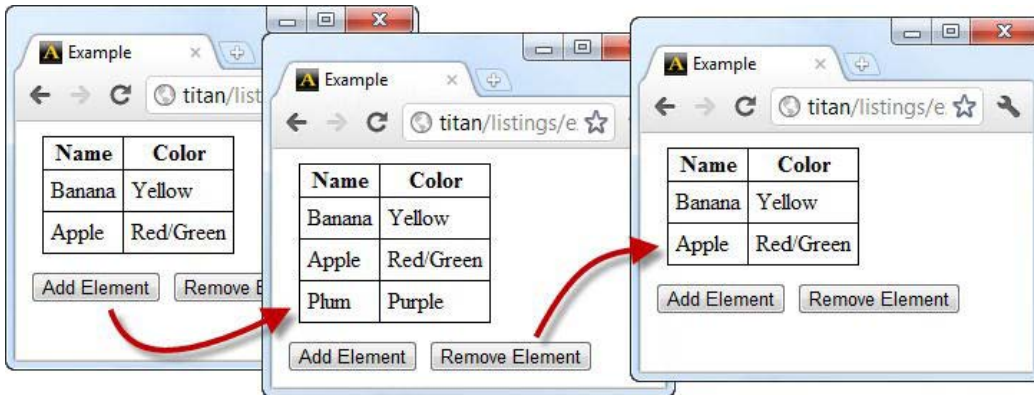 Example
titan/list
Name Color
Banana Yellow
Apple Red/Green
Add Element Remove E
Example
titan/listings/e
Name Color
Banana Yellow
Apple Red/Green
Plum Purple
Add Element Remove Element
Example
titan/listings/e
Name Color
Banana Yellow
Apple Red/Green
Add Element Remove Element